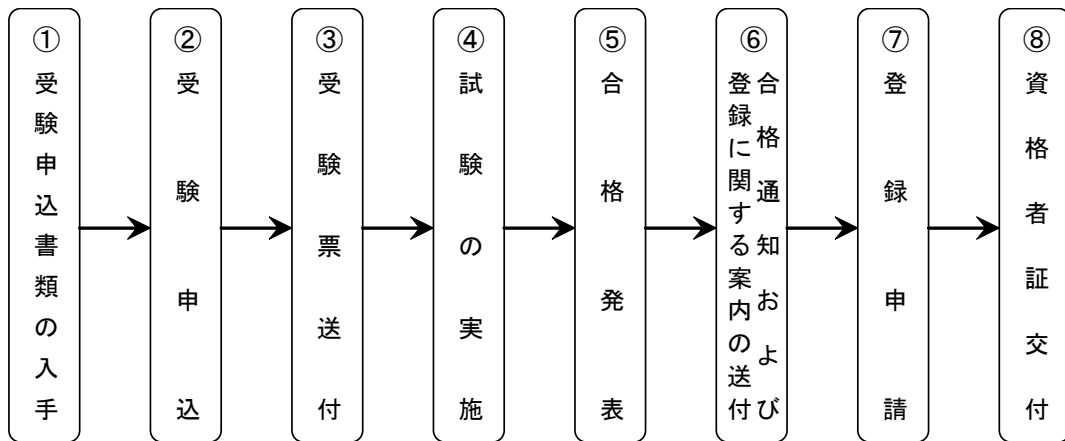 ①受験申込書類の入手
②受験申込
③受験票送付
④試験の実施
⑤合格発表
⑥合格通知および
登録に関する案内の送付
⑦登録申請
⑧資格者証交付